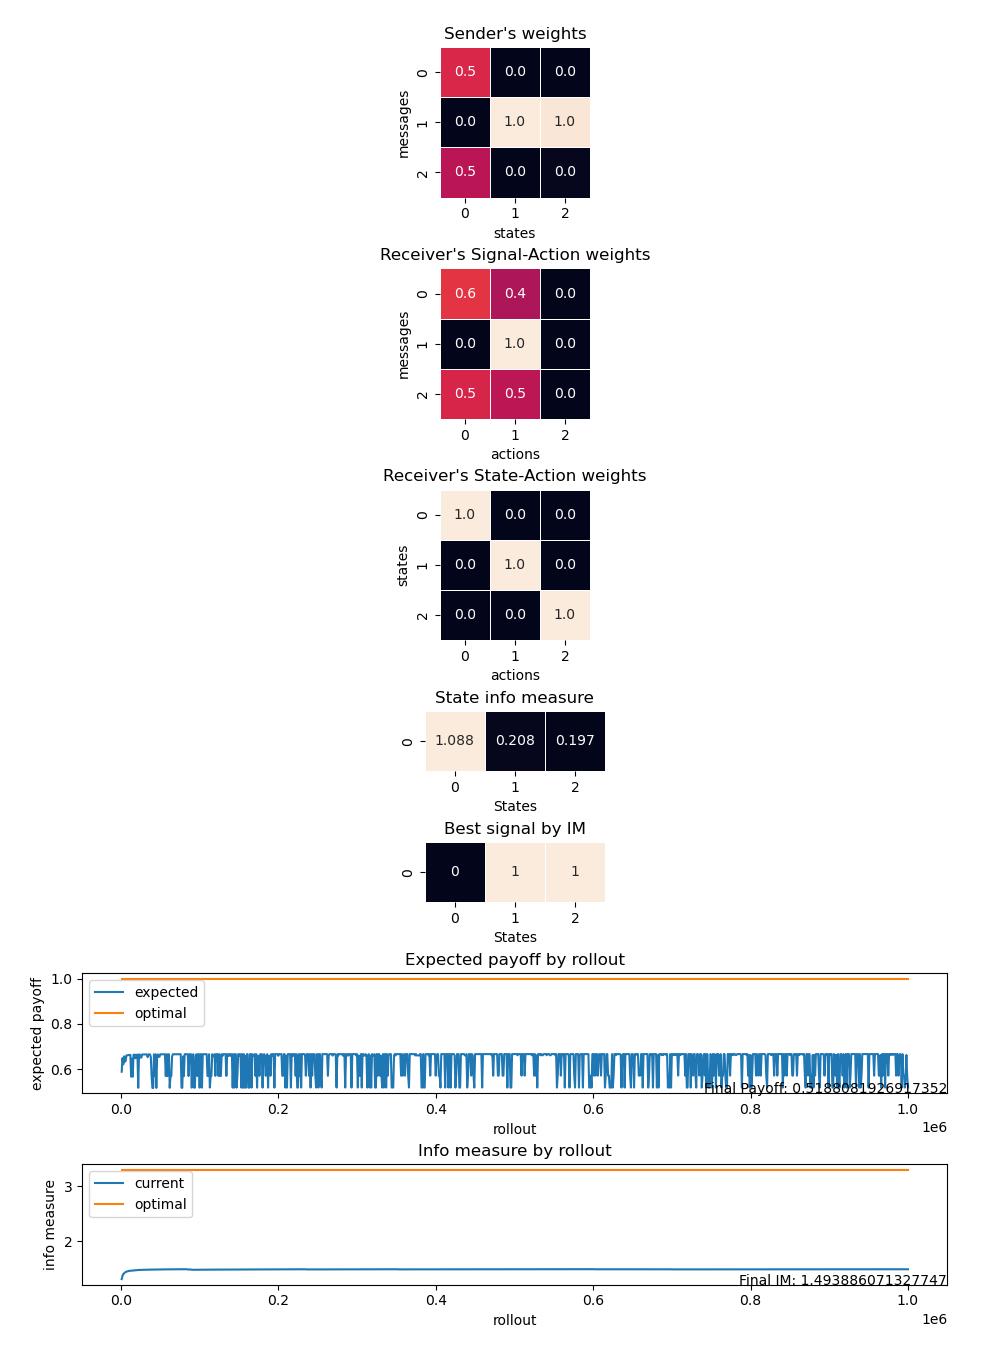 Sender's weights
0 0.5 0.0 0.0
1 0.0 1.0 1.0
2 0.5 0.0 0.0
messages
0 1 2
states
Receiver's Signal-Action weights
0 0.6 0.4 0.0
1 0.0 1.0 0.0
2 0.5 0.5 0.0
messages
0 1 2
actions
Receiver's State-Action weights
0 1.0 0.0 0.0
1 0.0 1.0 0.0
2 0.0 0.0 1.0
states
0 1 2
actions
State info measure
0 1.088 0.208 0.197
0 1 2
States
Best signal by IM
0 0 1 1
0 1 2
States
Expected payoff by rollout
expected payoff
1.0
0.8
0.6
expected
optimal
Final Payoff: 0.5188081926917352
0.0 0.2 0.4 0.6 0.8 1.0
1e6
rollout
Info measure by rollout
info measure
3
2
current
optimal
Final IM: 1.493886071327747
0.0 0.2 0.4 0.6 0.8 1.0
1e6
rollout